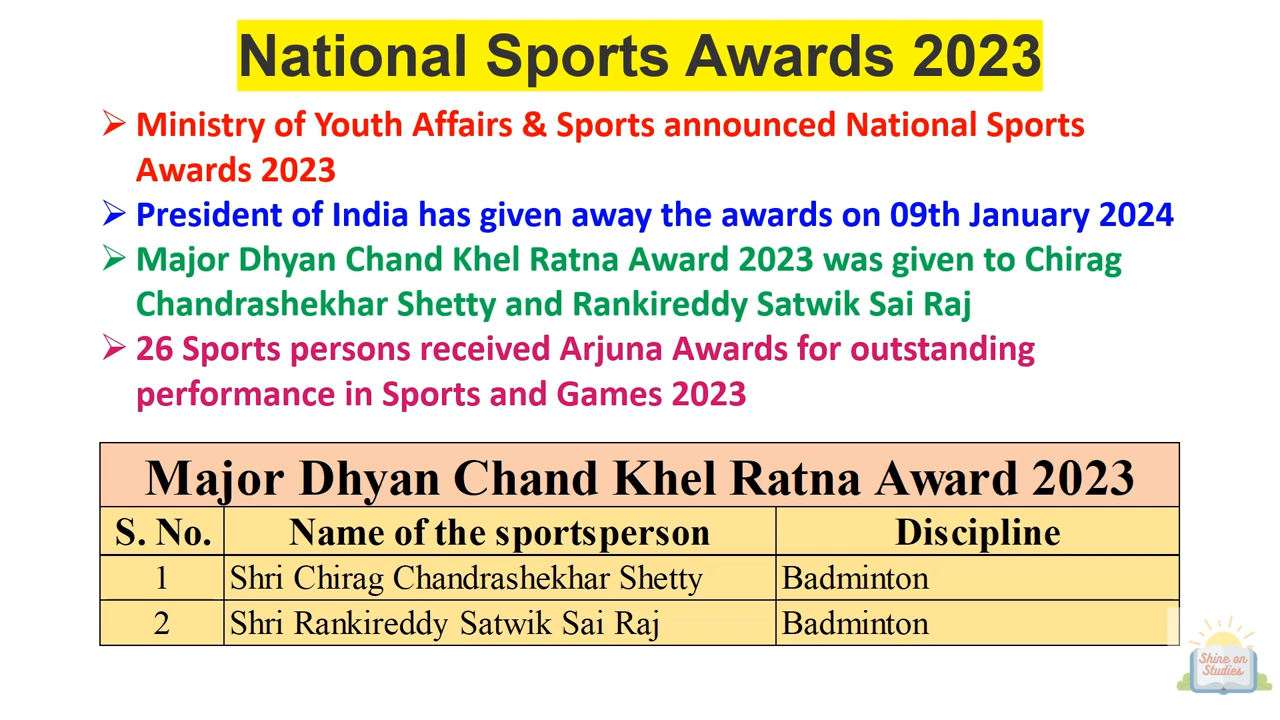 National Sports Awards 2023
➢ Ministry of Youth Affairs & Sports announced National Sports
Awards 2023
➢ President of India has given away the awards on 09th January 2024
➢ Major Dhyan Chand Khel Ratna Award 2023 was given to Chirag
Chandrashekhar Shetty and Rankireddy Satwik Sai Raj
➢ 26 Sports persons received Arjuna Awards for outstanding
performance in Sports and Games 2023
Major Dhyan Chand Khel Ratna Award 2023
S. No. Name of the sportsperson Discipline
1 Shri Chirag Chandrashekhar Shetty Badminton
2 Shri Rankireddy Satwik Sai Raj Badminton
Shine on
Studies